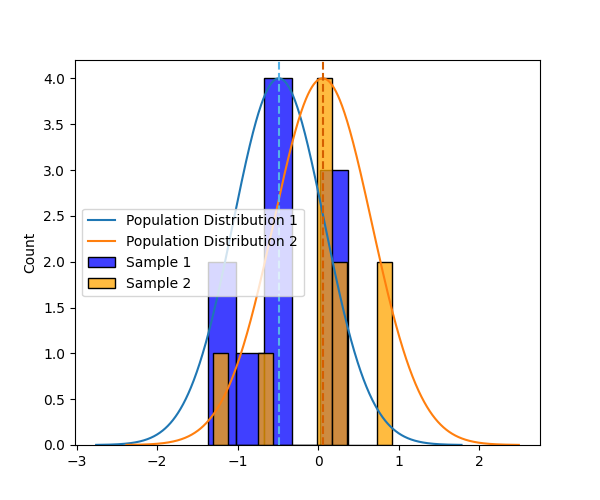 4.0
3.5
3.0
2.5
2.0
1.5
1.0
0.5
0.0
Count
Population Distribution 1
Population Distribution 2
Sample 1
Sample 2
−3 −2 −1 0 1 2